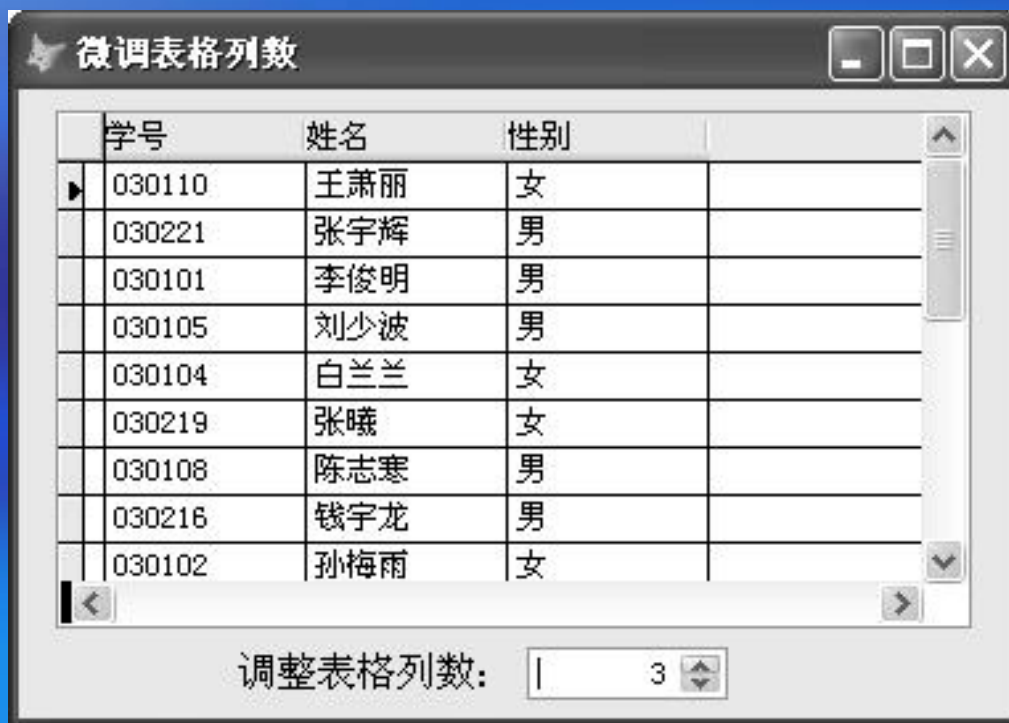 微调表格列数
学号 姓名 性别
030110 王萧丽 女
030221 张宇辉 男
030101 李俊明 男
030105 刘少波 男
030104 白兰兰 女
030219 张曦 女
030108 陈志寒 男
030216 钱宇龙 男
030102 孙梅雨 女
调整表格列数： 3